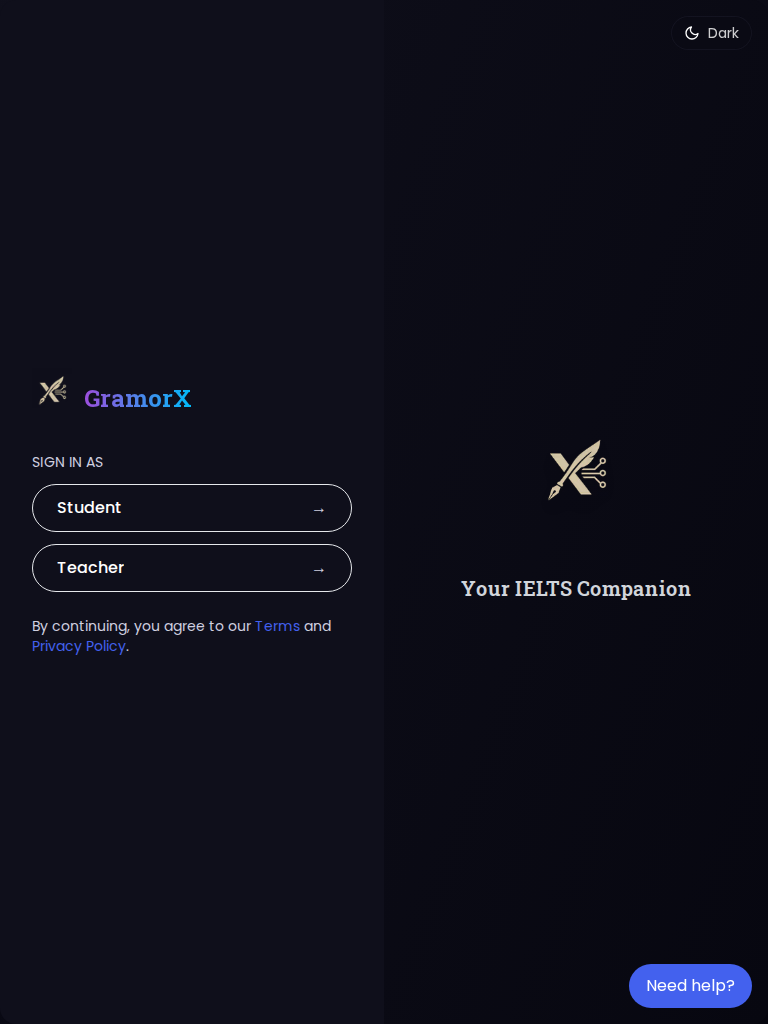 Dark
GramorX
SIGN IN AS
Student →
Teacher →
By continuing, you agree to our Terms and
Privacy Policy.
Your IELTS Companion
Need help?